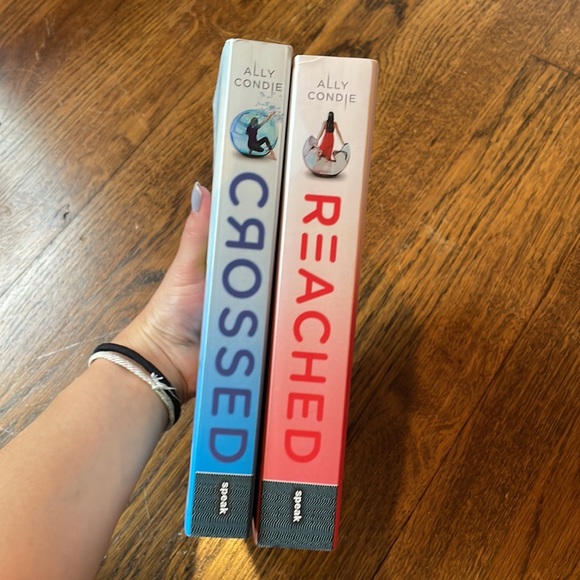 ALLY
CONDIE
CROSSED
speak
ALLY
CONDIE
REACHED
speak